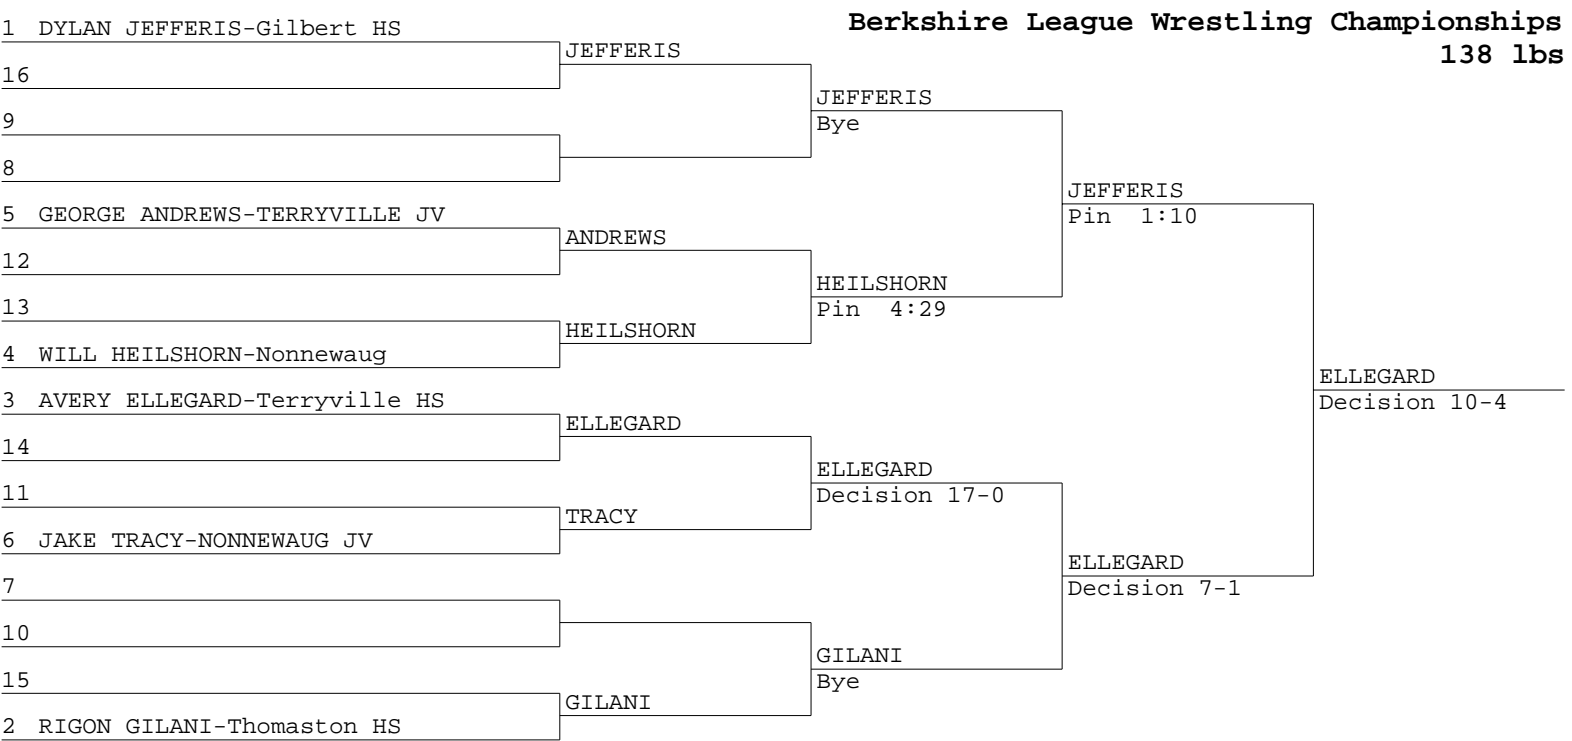 Berkshire League Wrestling Championships
138 lbs
1 DYLAN JEFFERIS-Gilbert HS
JEFFERIS
16
JEFFERIS
9
Bye
8
JEFFERIS
5 GEORGE ANDREWS-TERRYVILLE JV
Pin 1:10
ANDREWS
12
HEILSHORN
13
Pin 4:29
HEILSHORN
4 WILL HEILSHORN-Nonnewaug
ELLEGARD
3 AVERY ELLEGARD-Terryville HS
Decision 10-4
ELLEGARD
14
ELLEGARD
11
Decision 17-0
TRACY
6 JAKE TRACY-NONNEWAUG JV
ELLEGARD
7
Decision 7-1
10
GILANI
15
Bye
GILANI
2 RIGON GILANI-Thomaston HS